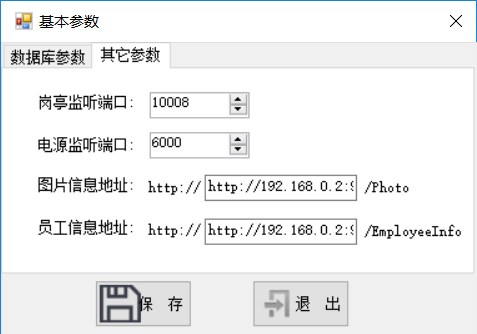 基本参数
数据库参数 其它参数
岗亭监听端口: 10008
电源监听端口: 6000
图片信息地址: http:// http://192.168.0.2:9 /Photo
员工信息地址: http:// http://192.168.0.2:9 /EmployeeInfo
保 存 退 出